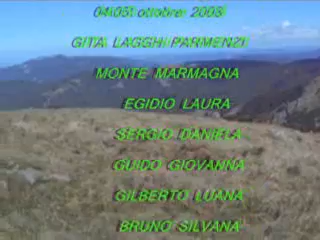 04\05\ ottobre 2008
GITA LAGGHI PARMENZI:
MONTE MARMAGNA
EGIDIO LAURA
SERGIO DANIELA
GUIDO GIOVANNA
GILBERTO LUANA
BRUNO SILVANA